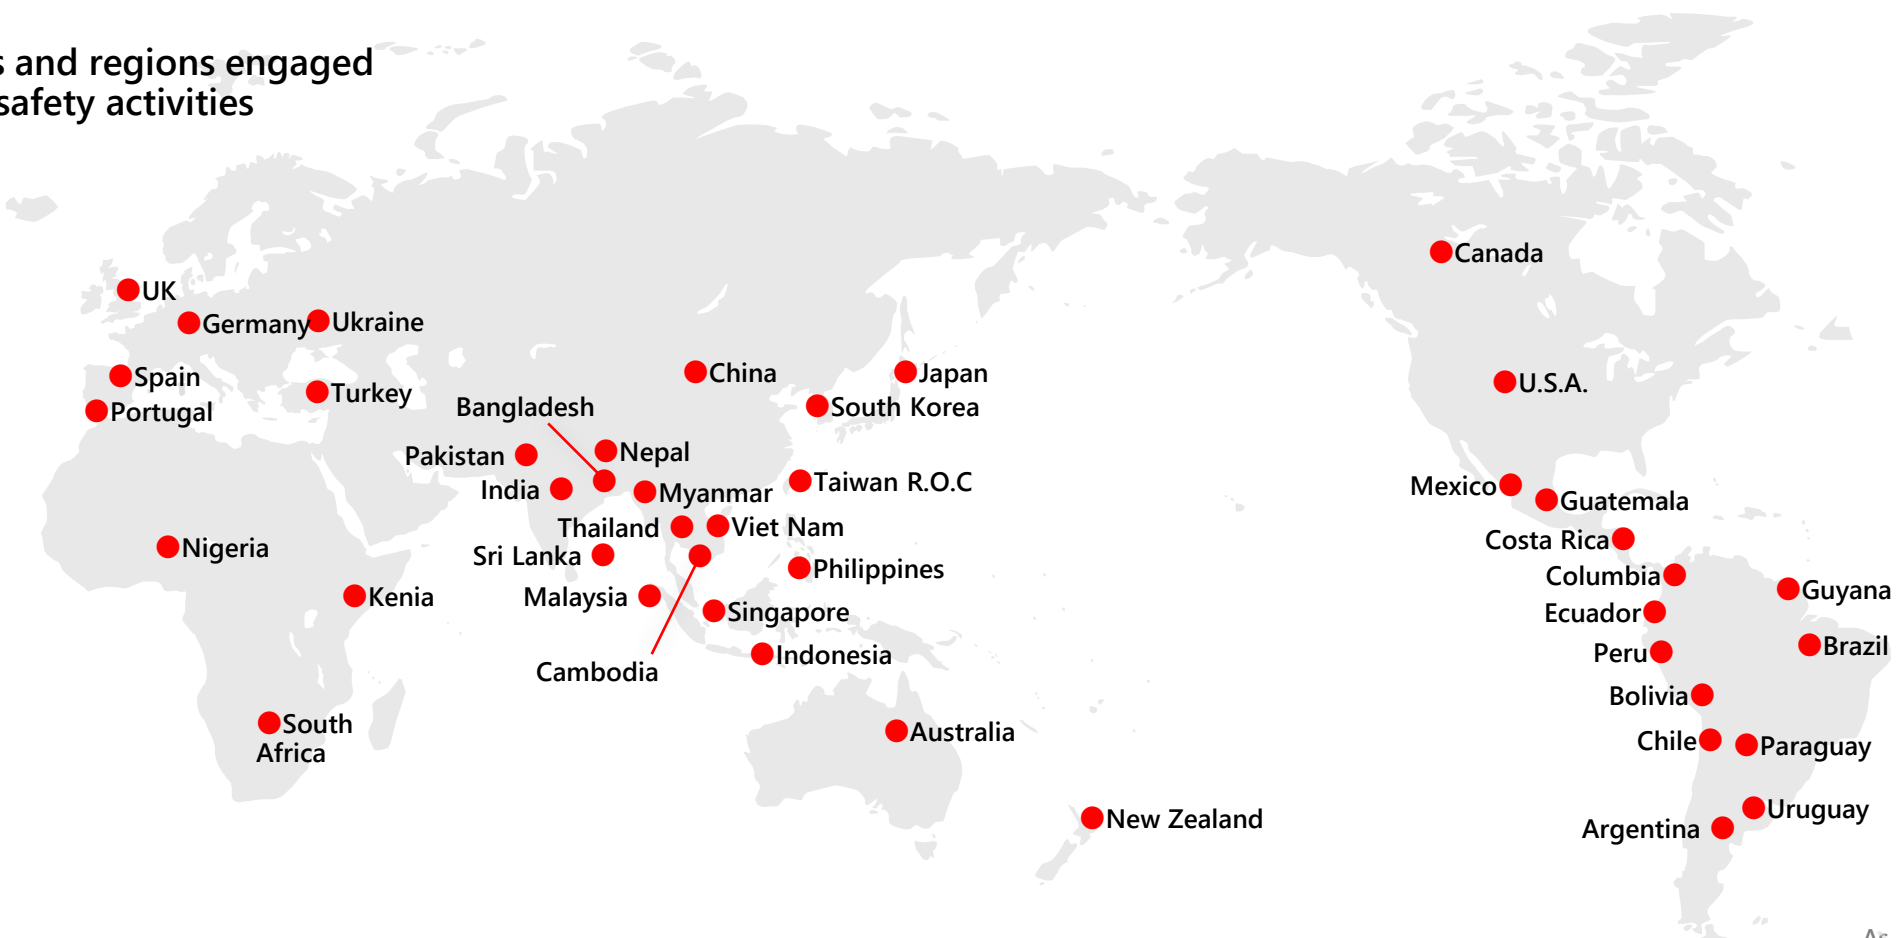 and regions engaged
safety activities
Canada
UK
Germany
Ukraine
Spain
China
Japan
U.S.A.
Turkey
Portugal
Bangladesh
South Korea
Pakistan
Nepal
India
Myanmar
Taiwan R.O.C
Mexico
Guatemala
Thailand
Viet Nam
Costa Rica
Nigeria
Sri Lanka
Philippines
Columbia
Guyana
Kenia
Malaysia
Singapore
Ecuador
Brazil
Indonesia
Peru
Cambodia
Bolivia
South
Africa
Australia
Chile
Paraguay
New Zealand
Uruguay
Argentina